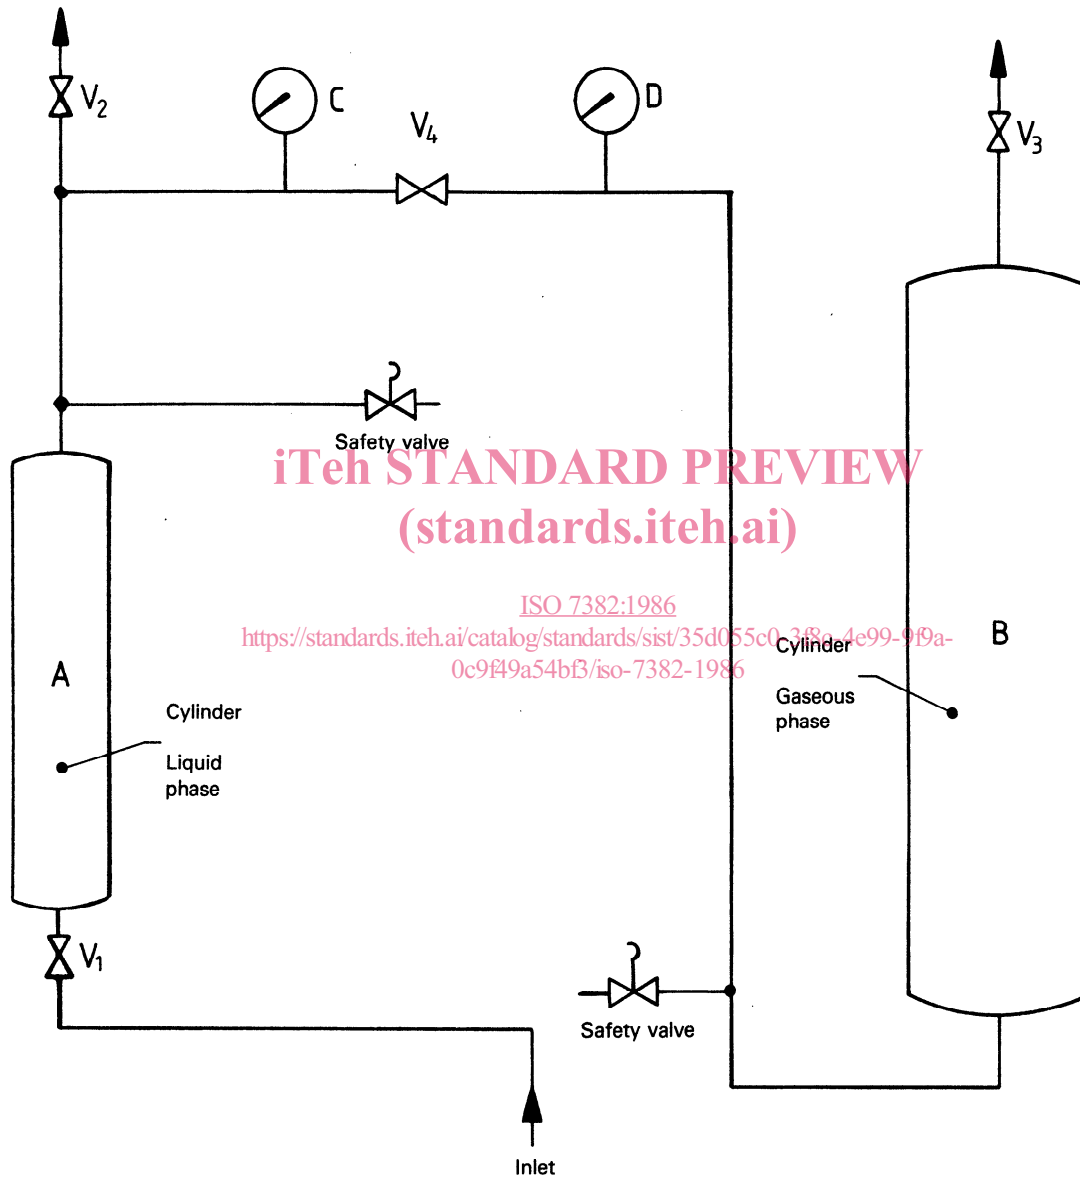 V2
C
V4
D
V3
Safety valve
iTeh STANDARD PREVIEW
(standards.iteh.ai)
ISO 7382:1986
https://standards.iteh.ai/catalog/standards/sist/35d055c0-3f8e-4e99-9f9a-
0c9f49a54bf3/iso-7382-1986
B
Cylinder
Gaseous
phase
A
Cylinder
Liquid
phase
V1
Safety valve
Inlet